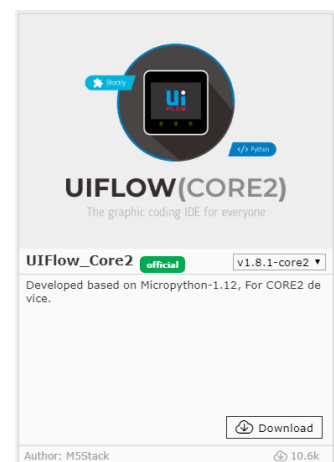 Blockly
Ui
FLOW
</> Python
UIFLOW(CORE2)
The graphic coding IDE for everyone
UIFlow_Core2 official v1.8.1-core2
Developed based on Micropython-1.12, For CORE2 de
vice.
Download
Author: M5Stack 10.6k